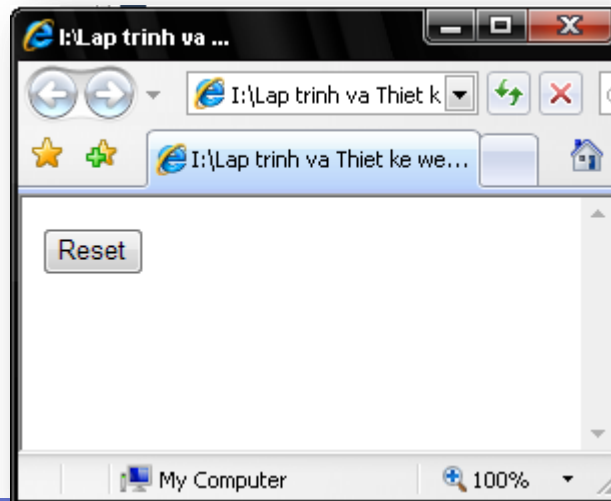 I:\Lap trinh va ...
I:\Lap trinh va Thiet k
I:\Lap trinh va Thiet ke we...
Reset
My Computer
100%